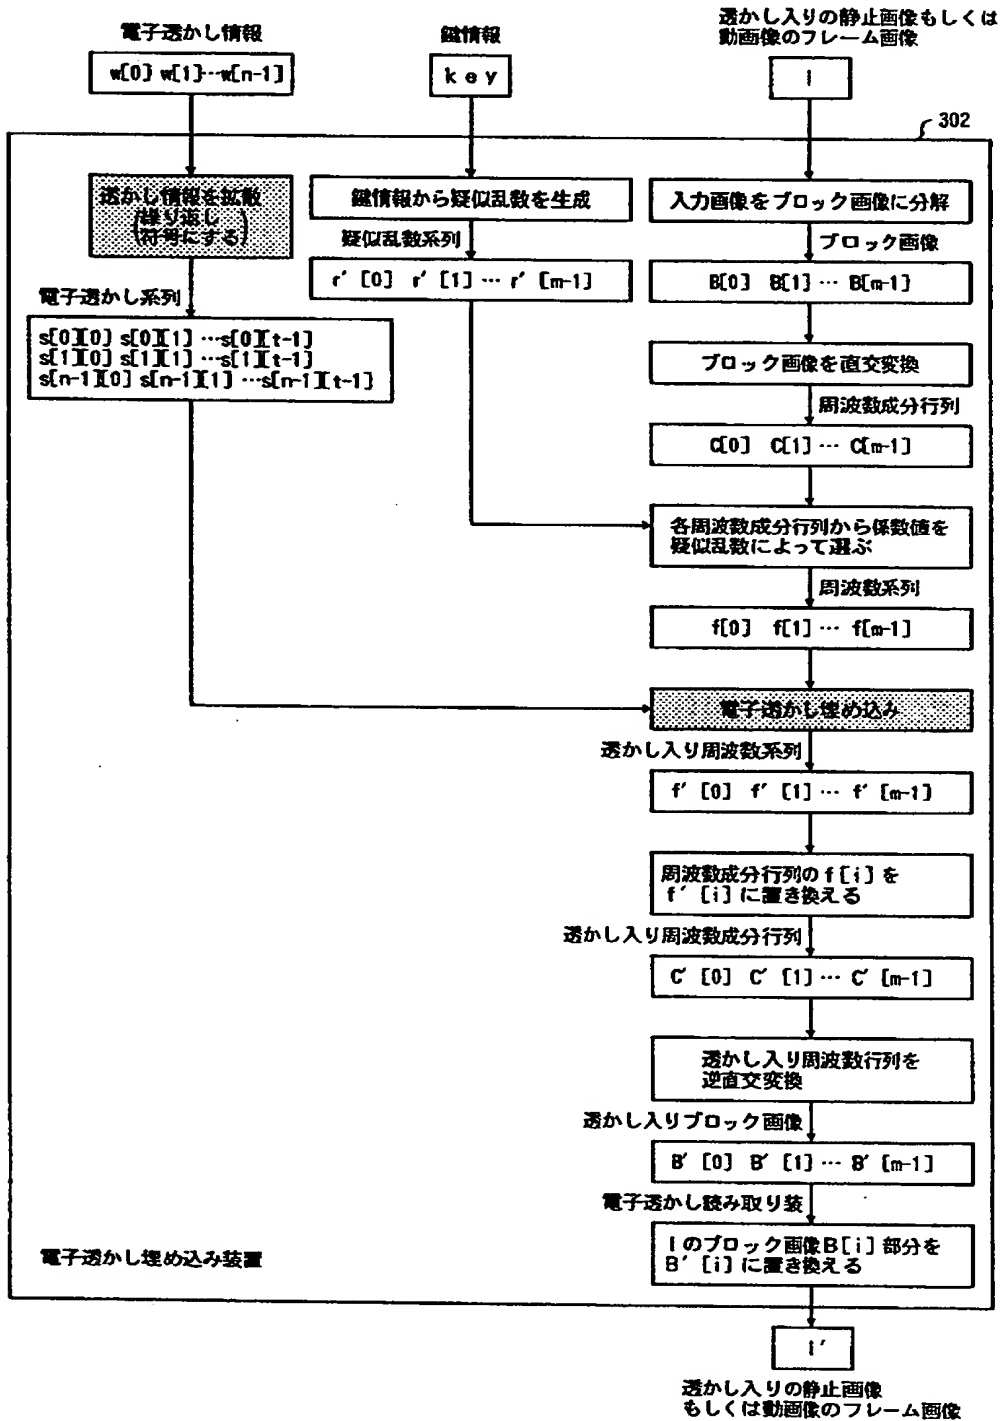 電子透かし情報
w[0] w[1]…w[n-1]
鍵情報
key
透かし入りの静止画像もしくは
動画像のフレーム画像
I
302
透かし情報を拡散
(繰り返し
符号にする)
電子透かし系列
s[0][0] s[0][1] …s[0][t-1]
s[1][0] s[1][1] …s[1][t-1]
s[n-1][0] s[n-1][1] …s[n-1][t-1]
鍵情報から疑似乱数を生成
疑似乱数系列
r´[0] r´[1] … r´[m-1]
入力画像をブロック画像に分解
ブロック画像
B[0] B[1] … B[m-1]
ブロック画像を直交変換
周波数成分行列
C[0] C[1] … C[m-1]
各周波数成分行列から係数値を
疑似乱数によって選ぶ
周波数系列
f[0] f[1] … f[m-1]
電子透かし埋め込み
透かし入り周波数系列
f´[0] f´[1] … f´[m-1]
周波数成分行列のf[i]を
f´[i]に置き換える
透かし入り周波数成分行列
C´[0] C´[1] … C´[m-1]
透かし入り周波数行列を
逆直交変換
透かし入りブロック画像
B´[0] B´[1] … B´[m-1]
電子透かし読み取り装
Iのブロック画像B[i]部分を
B´[i]に置き換える
電子透かし埋め込み装置
I´
透かし入りの静止画像
もしくは動画像のフレーム画像